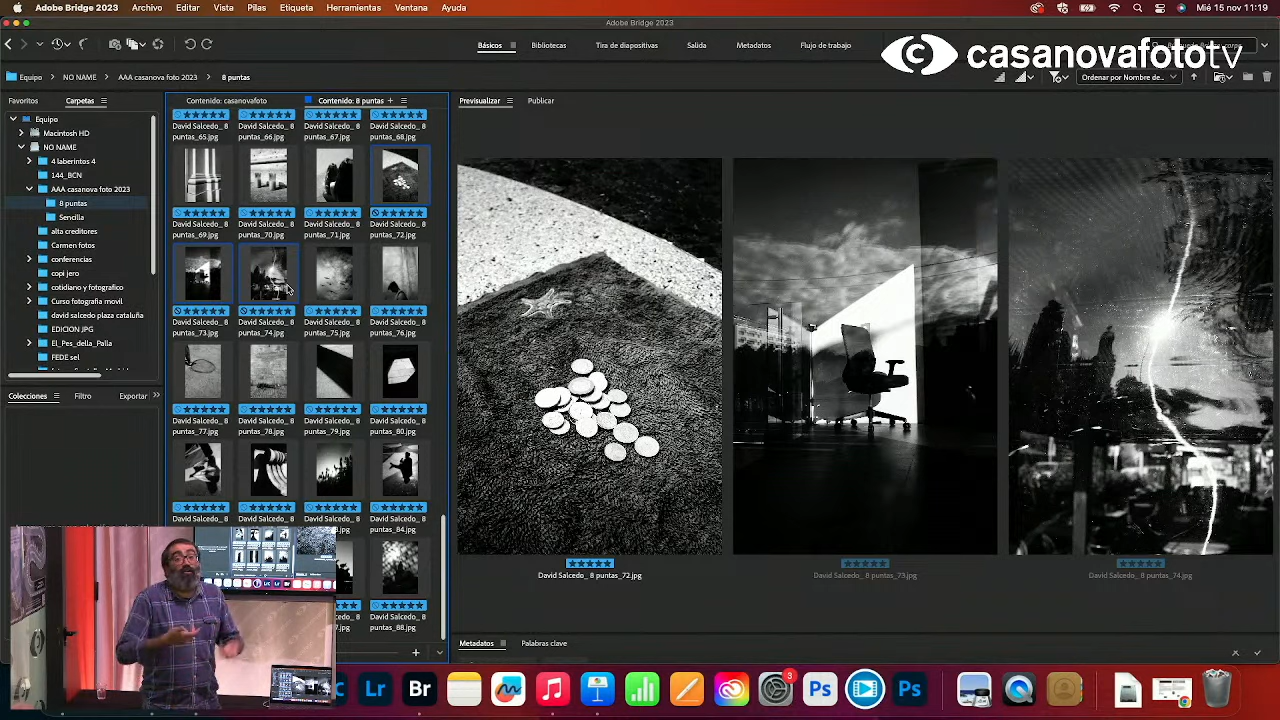 Adobe Bridge 2023 Archivo Editar Vista Pilas Etiqueta Herramientas Ventana Ayuda
Mié 15 nov 11:19
Adobe Bridge 2023
Básicos Bibliotecas Tira de diapositivas Salida Metadatos Flujo de trabajo
casanovafototv
Equipo NO NAME AAA casanova foto 2023 8 puntas
Ordenar por Nombre de...
Favoritos Carpetas
Contenido: casanovafoto Contenido: 8 puntas
Previsualizar Publicar
Equipo
Macintosh HD
NO NAME
4 laberintos 4
144_BCN
AAA casanova foto 2023
8 puntas
Sencilla
alta creditores
Carmen fotos
conferencias
copi jero
cotidiano y fotografico
Curso fotografia movil
david salcedo plaza cataluña
EDICION JPG
El_Pes_della_Palla
FEDE sel
Colecciones Filtro Exportar
David Salcedo_ 8 puntas_65.jpg
David Salcedo_ 8 puntas_66.jpg
David Salcedo_ 8 puntas_67.jpg
David Salcedo_ 8 puntas_68.jpg
David Salcedo_ 8 puntas_69.jpg
David Salcedo_ 8 puntas_70.jpg
David Salcedo_ 8 puntas_71.jpg
David Salcedo_ 8 puntas_72.jpg
David Salcedo_ 8 puntas_73.jpg
David Salcedo_ 8 puntas_74.jpg
David Salcedo_ 8 puntas_75.jpg
David Salcedo_ 8 puntas_76.jpg
David Salcedo_ 8 puntas_77.jpg
David Salcedo_ 8 puntas_78.jpg
David Salcedo_ 8 puntas_79.jpg
David Salcedo_ 8 puntas_80.jpg
David Salcedo_ 8
David Salcedo_ 8
David Salcedo_ 8
David Salcedo_ 8 puntas_84.jpg
David Salcedo_ 8 puntas_88.jpg
David Salcedo_ 8 puntas_72.jpg
David Salcedo_ 8 puntas_73.jpg
David Salcedo_ 8 puntas_74.jpg
Metadatos Palabras clave
Lr Br Ps Ps
3